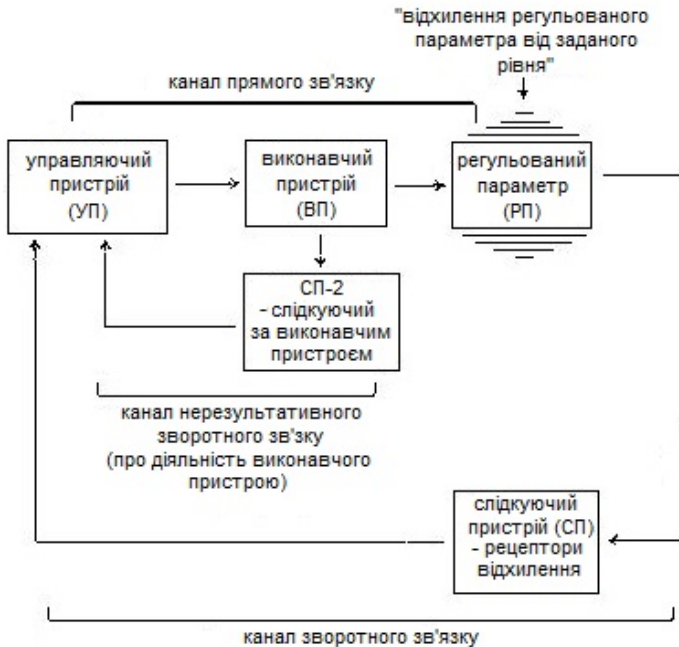 "відхилення регульованого
параметра від заданого
рівня"
канал прямого зв'язку
управляючий
пристрій
(УП)
виконавчий
пристрій
(ВП)
регульований
параметр
(РП)
СП-2
- слідкуючий
за виконавчим
пристроєм
канал нерезультативного
зворотного зв'зку
(про діяльність виконавчого
пристрою)
слідкуючий
пристрій (СП)
- рецептори
відхилення
канал зворотного зв'язку